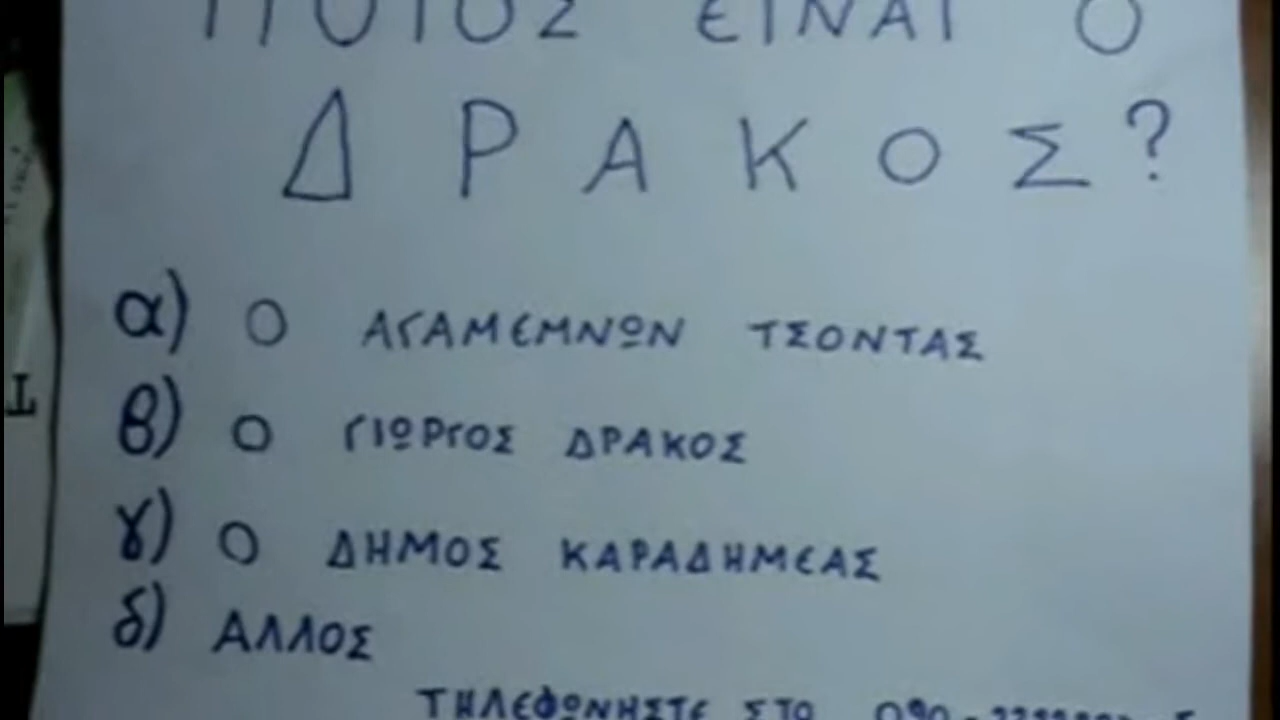 ΠΟΙΟΣ ΕΙΝΑΙ Ο
ΔΡΑΚΟΣ?
α) Ο ΑΓΑΜΕΜΝΩΝ ΤΣΟΝΤΑΣ
β) Ο ΓΙΩΡΓΟΣ ΔΡΑΚΟΣ
γ) Ο ΔΗΜΟΣ ΚΑΡΑΔΗΜΕΑΣ
δ) ΑΛΛΟΣ
ΤΗΛΕΦΩΝΗΣΤΕ ΣΤΟ